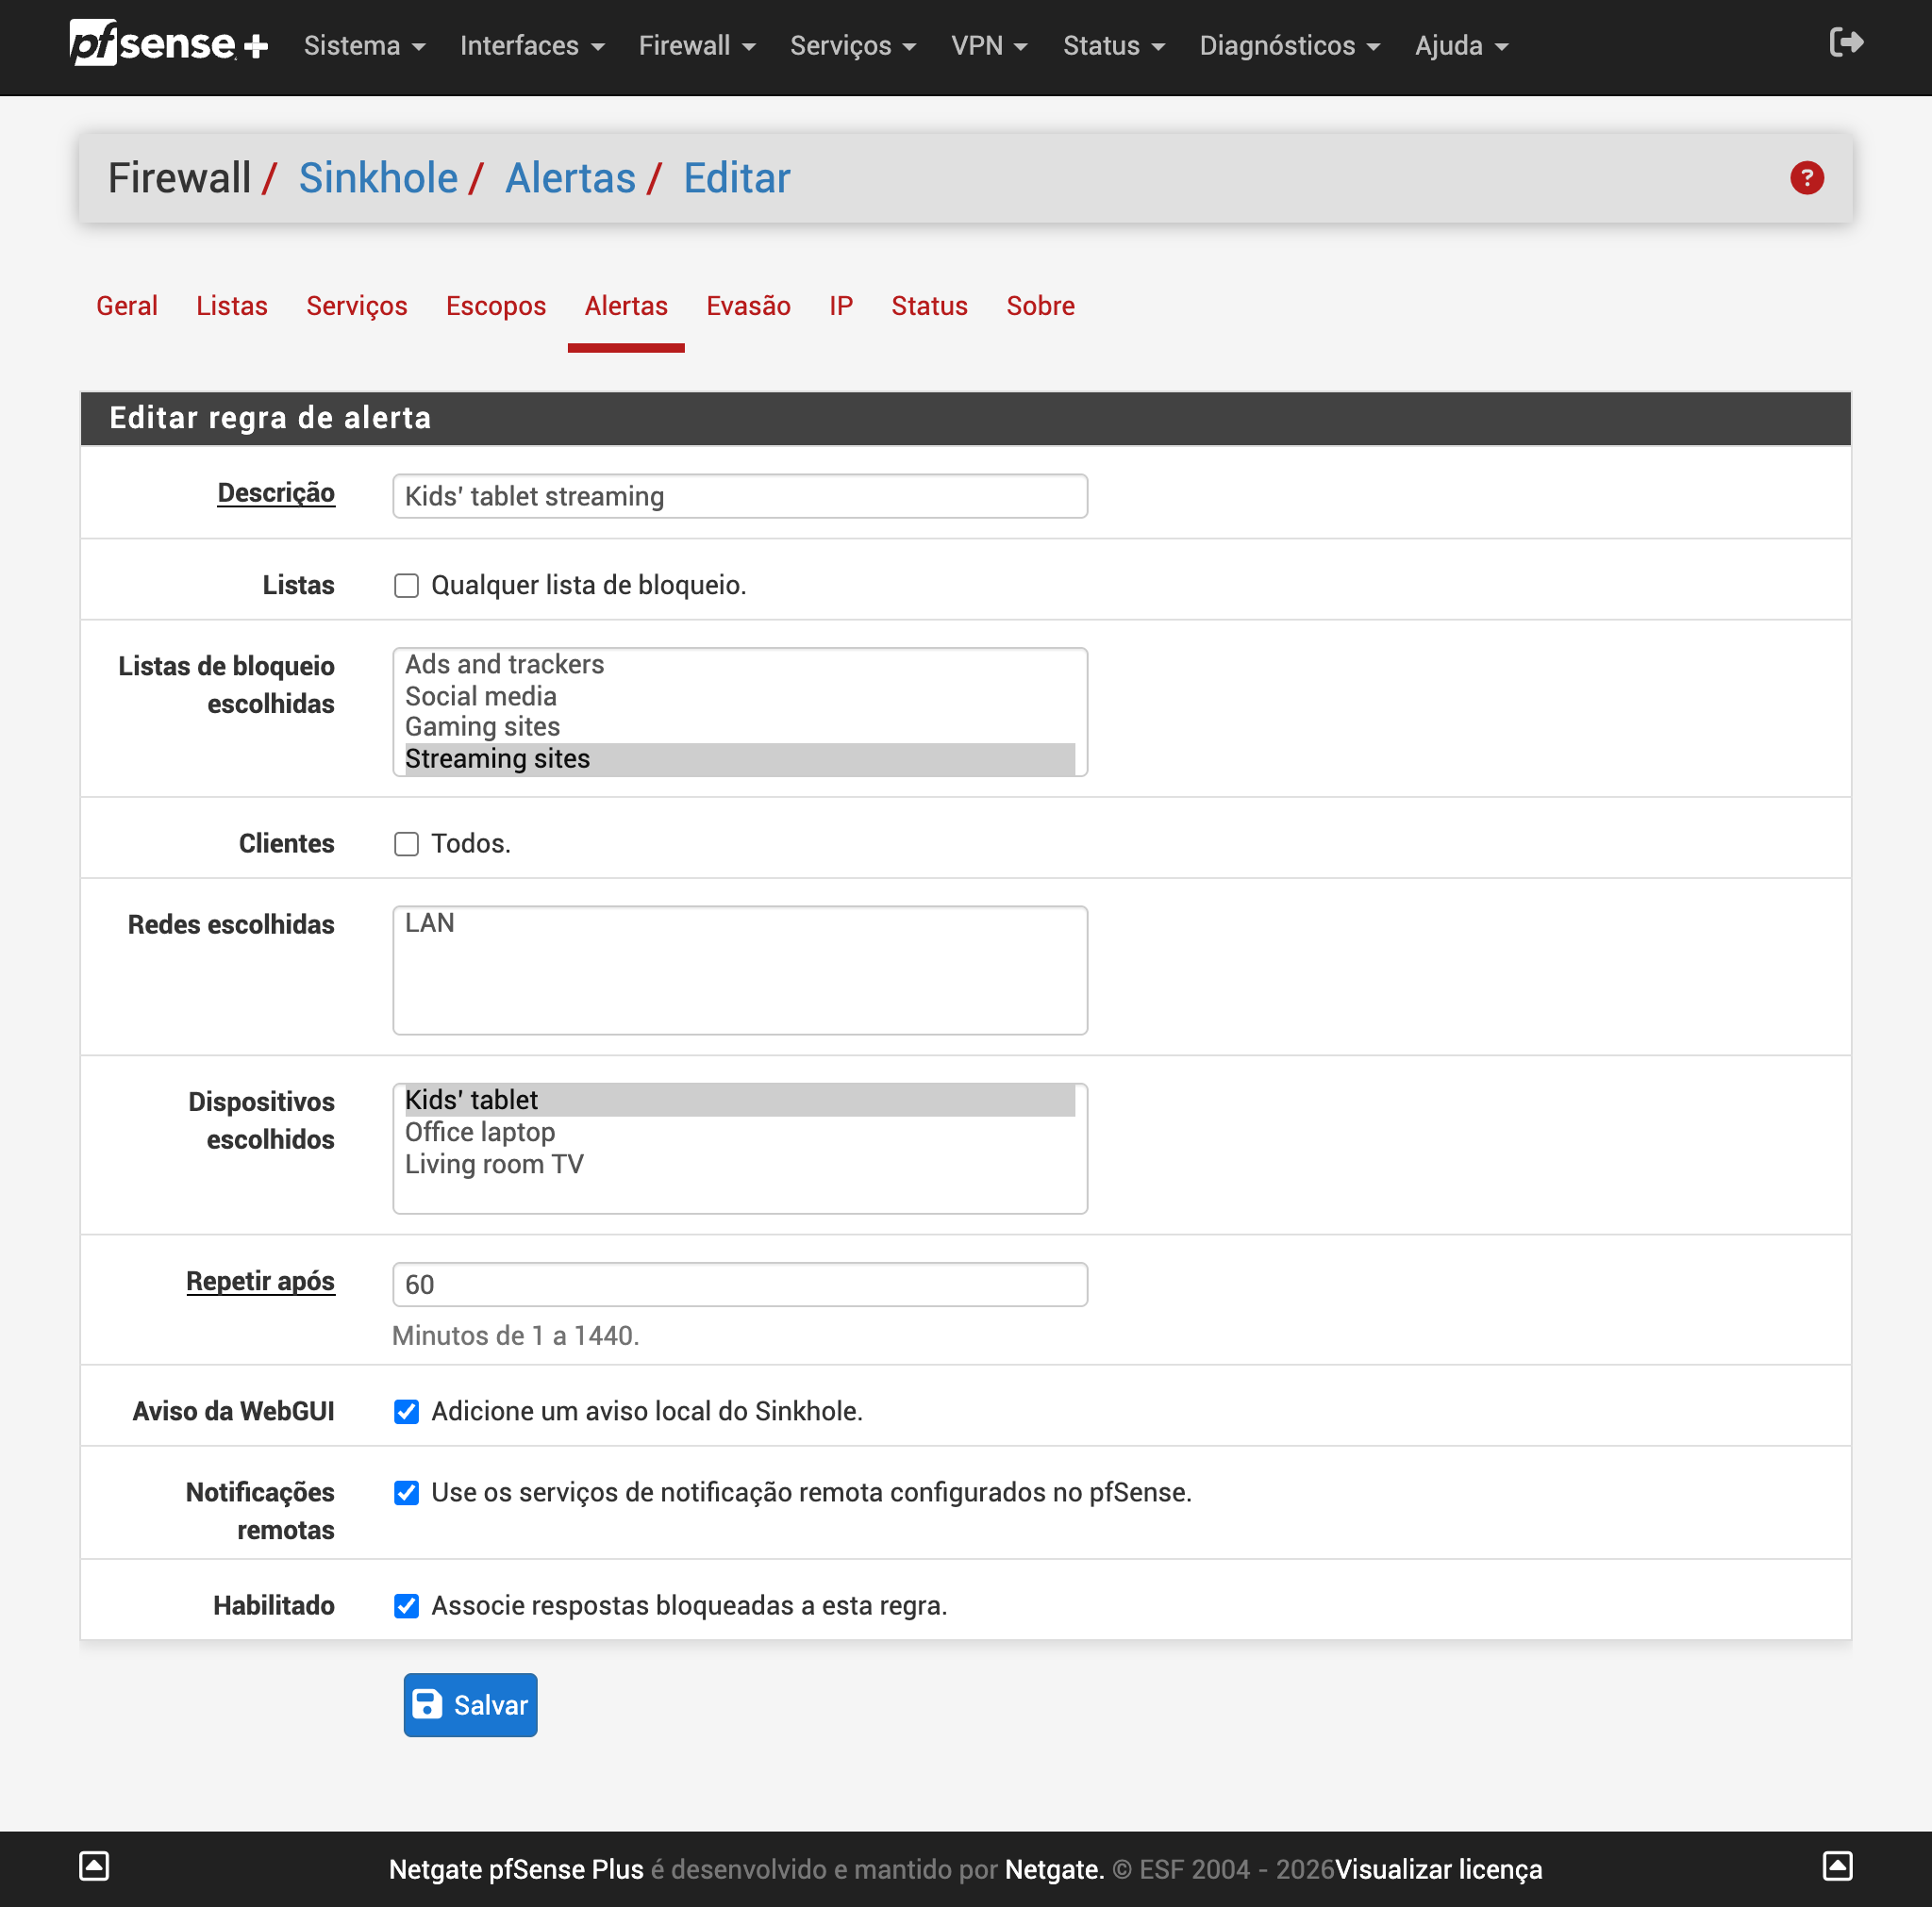 pfsense+ Sistema Interfaces Firewall Serviços VPN Status Diagnósticos Ajuda
Firewall / Sinkhole / Alertas / Editar
?
Geral Listas Serviços Escopos Alertas Evasão IP Status Sobre
Editar regra de alerta
Descrição Kids' tablet streaming
Listas Qualquer lista de bloqueio.
Listas de bloqueio
escolhidas
Ads and trackers
Social media
Gaming sites
Streaming sites
Clientes Todos.
Redes escolhidas LAN
Dispositivos
escolhidos
Kids' tablet
Office laptop
Living room TV
Repetir após 60
Minutos de 1 a 1440.
Aviso da WebGUI Adicione um aviso local do Sinkhole.
Notificações
remotas
Use os serviços de notificação remota configurados no pfSense.
Habilitado Associe respostas bloqueadas a esta regra.
Salvar
Netgate pfSense Plus é desenvolvido e mantido por Netgate. © ESF 2004 - 2026Visualizar licença